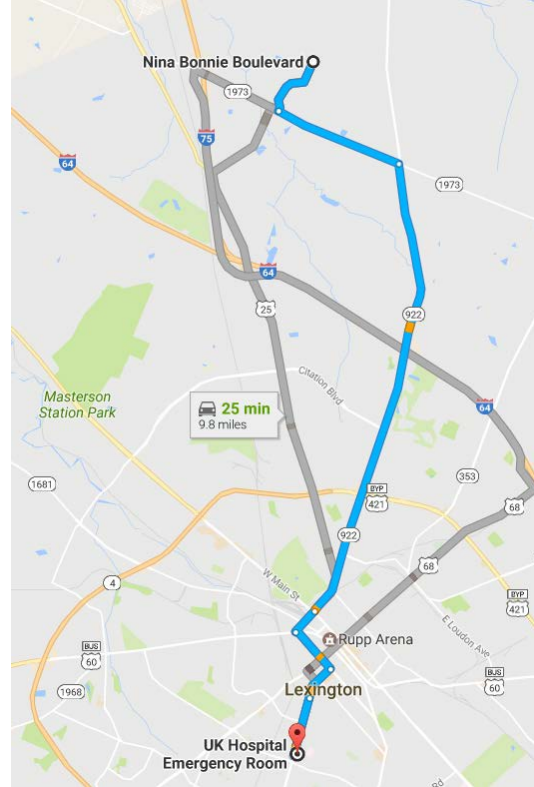 Nina Bonnie Boulevard
1973
75
64
1973
64
922
25
Masterson
Station Park
Citation Blvd
25 min
9.8 miles
64
353
1681
BYP
421
68
922
4
W Main St
68
BYP
421
E Loudon Ave
Rupp Arena
BUS
60
BUS
60
1968
Lexington
UK Hospital
Emergency Room
Rd